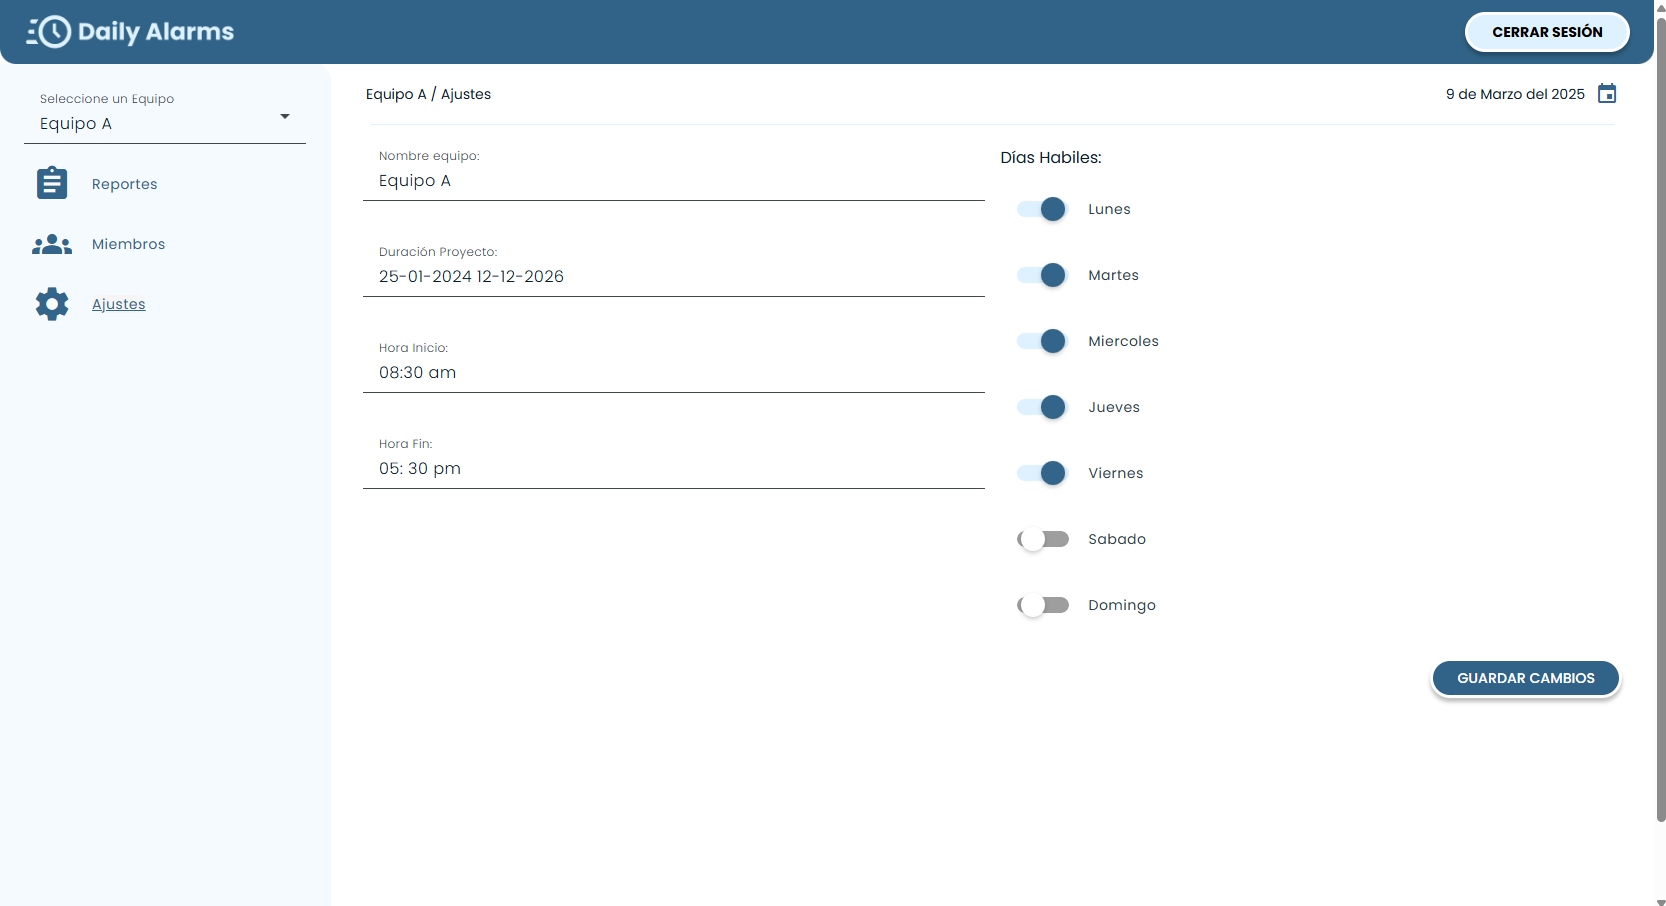 Daily Alarms
CERRAR SESIÓN
Seleccione un Equipo
Equipo A
Reportes
Miembros
Ajustes
Equipo A / Ajustes
9 de Marzo del 2025
Nombre equipo:
Equipo A
Duración Proyecto:
25-01-2024 12-12-2026
Hora Inicio:
08:30 am
Hora Fin:
05: 30 pm
Días Habiles:
Lunes
Martes
Miercoles
Jueves
Viernes
Sabado
Domingo
GUARDAR CAMBIOS